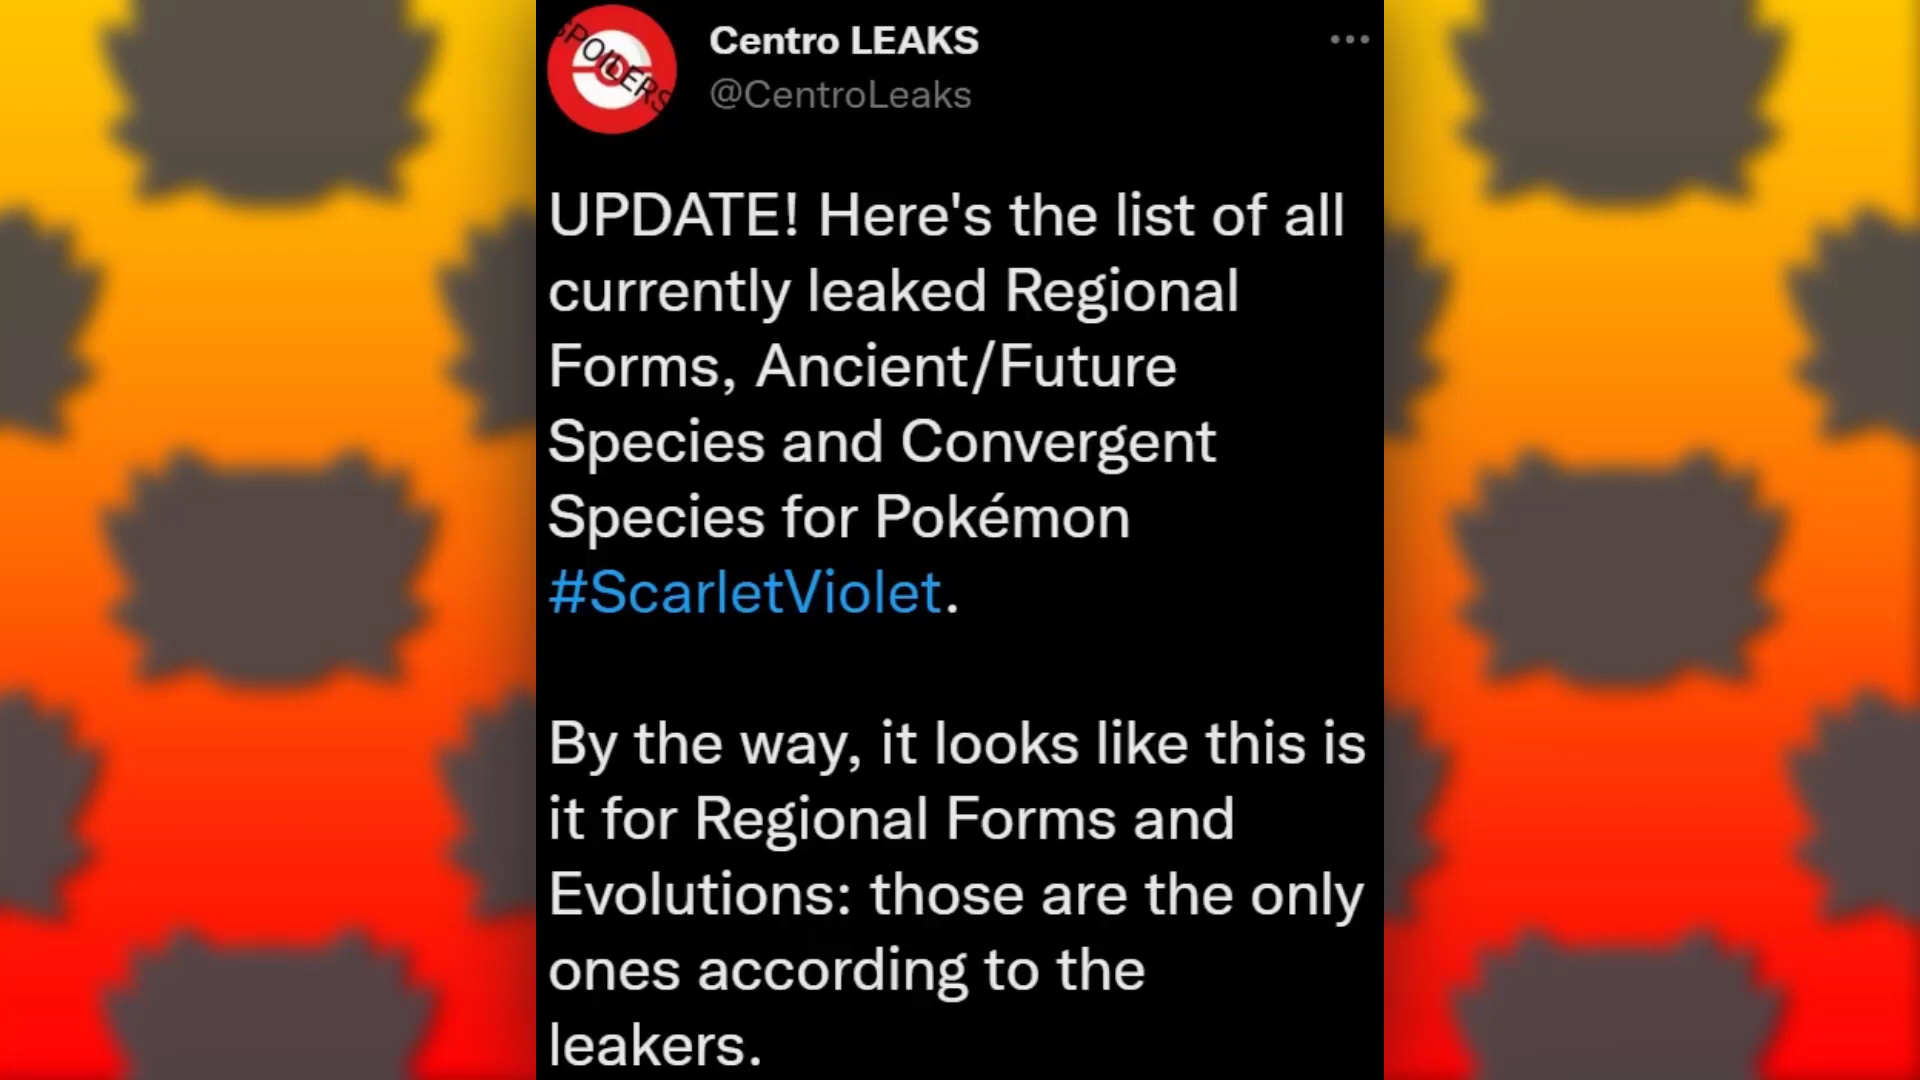 SPOILERS
Centro LEAKS
@CentroLeaks
UPDATE! Here's the list of all
currently leaked Regional
Forms, Ancient/Future
Species and Convergent
Species for Pokémon
#ScarletViolet.
By the way, it looks like this is
it for Regional Forms and
Evolutions: those are the only
ones according to the
leakers.